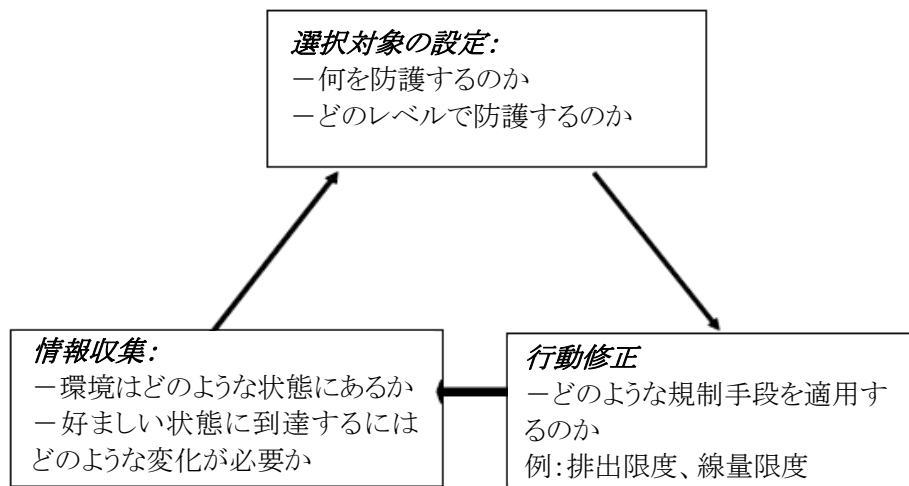 選択対象の設定:
－何を防護するのか
－どのレベルで防護するのか
情報収集:
－環境はどのような状態にあるか
－好ましい状態に到達するには
どのような変化が必要か
行動修正
－どのような規制手段を適用す
るのか
例:排出限度、線量限度